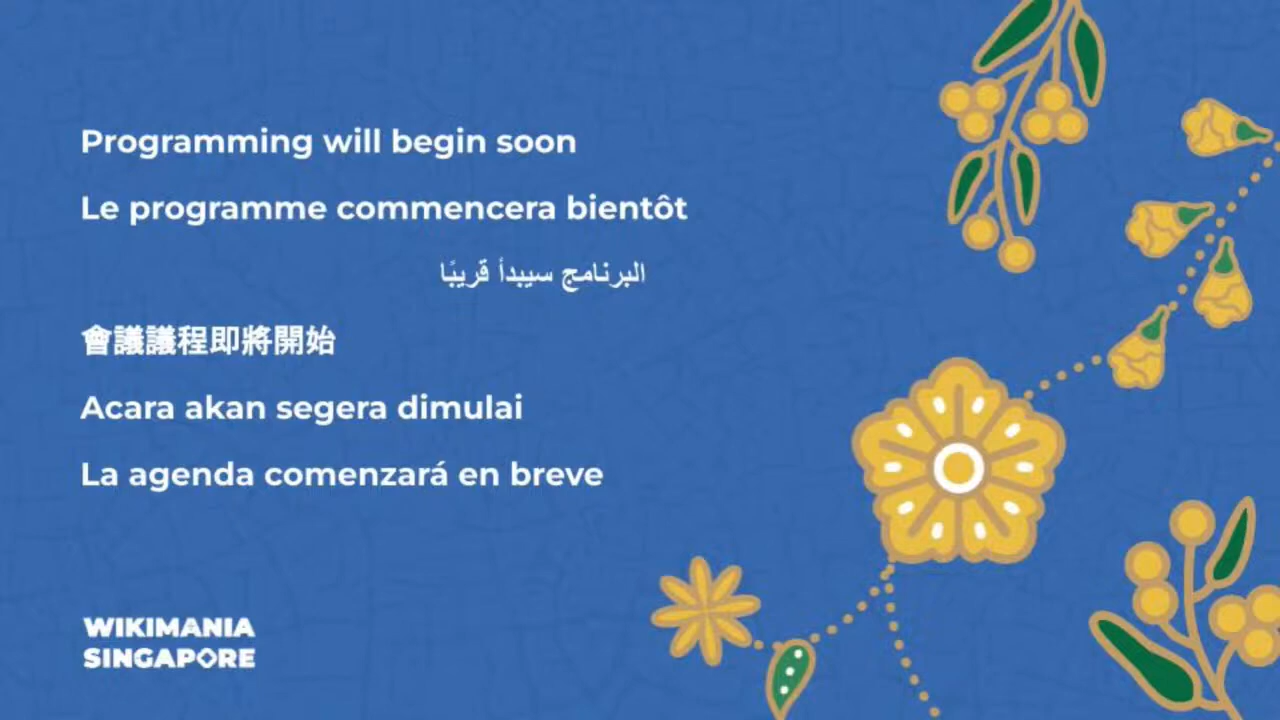 Programming will begin soon
Le programme commencera bientôt
البرنامج سيبدأ قريبًا
會議議程即將開始
Acara akan segera dimulai
La agenda comenzará en breve
WIKIMANIA
SINGAPORE